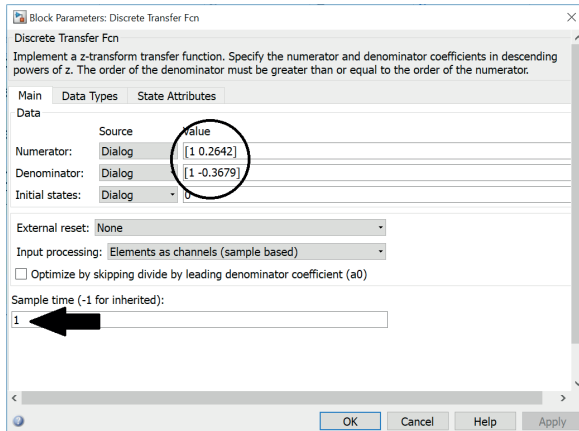 Block Parameters: Discrete Transfer Fcn
Discrete Transfer Fcn
Implement a z-transform transfer function. Specify the numerator and denominator coefficients in descending
powers of z. The order of the denominator must be greater than or equal to the order of the numerator.
Main Data Types State Attributes
Data
Source Value
Numerator: Dialog [1 0.2642]
Denominator: Dialog [1 -0.3679]
Initial states: Dialog 0
External reset: None
Input processing: Elements as channels (sample based)
Optimize by skipping divide by leading denominator coefficient (a0)
Sample time (-1 for inherited):
1
OK Cancel Help Apply